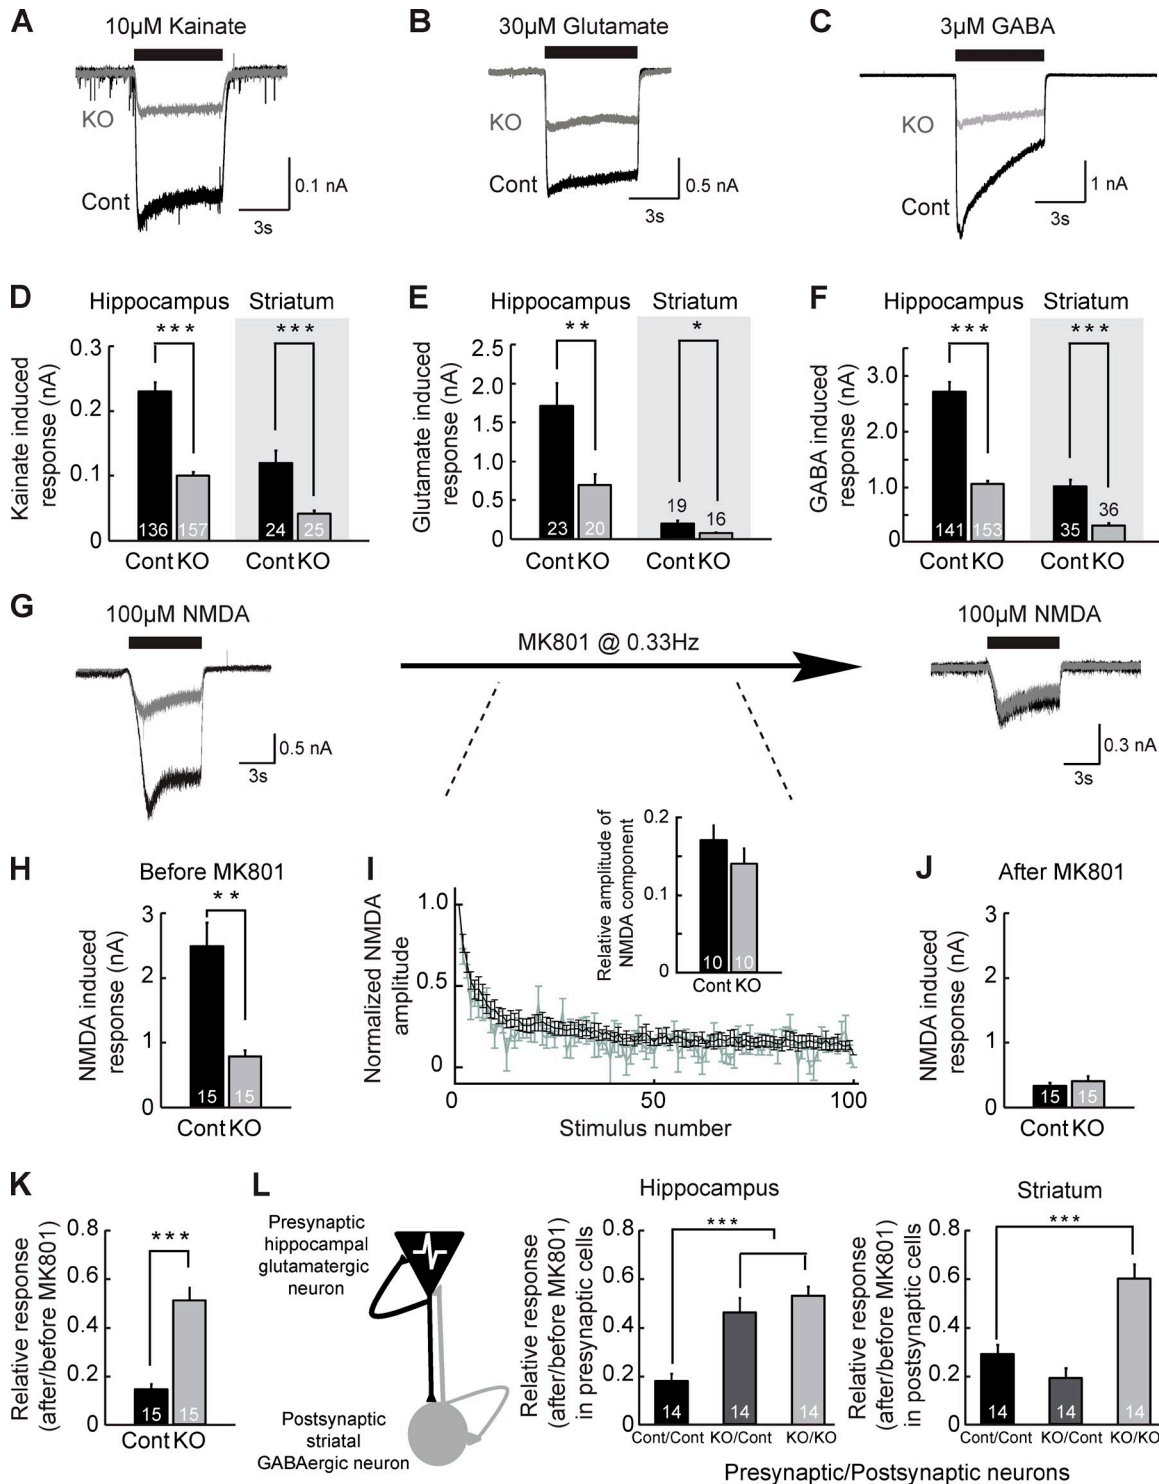 A
10µM Kainate
KO
Cont
0.1 nA
3s
B
30µM Glutamate
KO
Cont
0.5 nA
3s
C
3µM GABA
KO
Cont
1 nA
3s
D
Hippocampus
Striatum
***
***
Kainate induced
response (nA)
0.3
0.2
0.1
0
136
157
24
25
Cont KO
Cont KO
E
Hippocampus
Striatum
**
*
Glutamate induced
response (nA)
2.5
2.0
1.5
1.0
0.5
0
23
20
19
16
Cont KO
Cont KO
F
Hippocampus
Striatum
***
***
GABA induced
response (nA)
3.0
2.0
1.0
0
141
153
35
36
Cont KO
Cont KO
G
100µM NMDA
0.5 nA
3s
MK801 @ 0.33Hz
100µM NMDA
0.3 nA
3s
H
Before MK801
**
NMDA induced
response (nA)
3
2
1
0
15
15
Cont KO
I
Normalized NMDA
amplitude
1.0
0.5
0
0
50
100
Stimulus number
Relative amplitude of
NMDA component
0.2
0.1
0
10
10
Cont KO
J
After MK801
NMDA induced
response (nA)
3
2
1
0
15
15
Cont KO
K
Relative response
(after/before MK801)
0.8
0.6
0.4
0.2
0
***
15
15
Cont KO
L
Presynaptic
hippocampal
glutamatergic
neuron
Postsynaptic
striatal
GABAergic neuron
Hippocampus
Relative response
(after/before MK801)
in presynaptic cells
0.8
0.6
0.4
0.2
0
***
14
14
14
Cont/Cont KO/Cont KO/KO
Striatum
Relative response
(after/before MK801)
in postsynaptic cells
0.8
0.6
0.4
0.2
0
***
14
14
14
Cont/Cont KO/Cont KO/KO
Presynaptic/Postsynaptic neurons